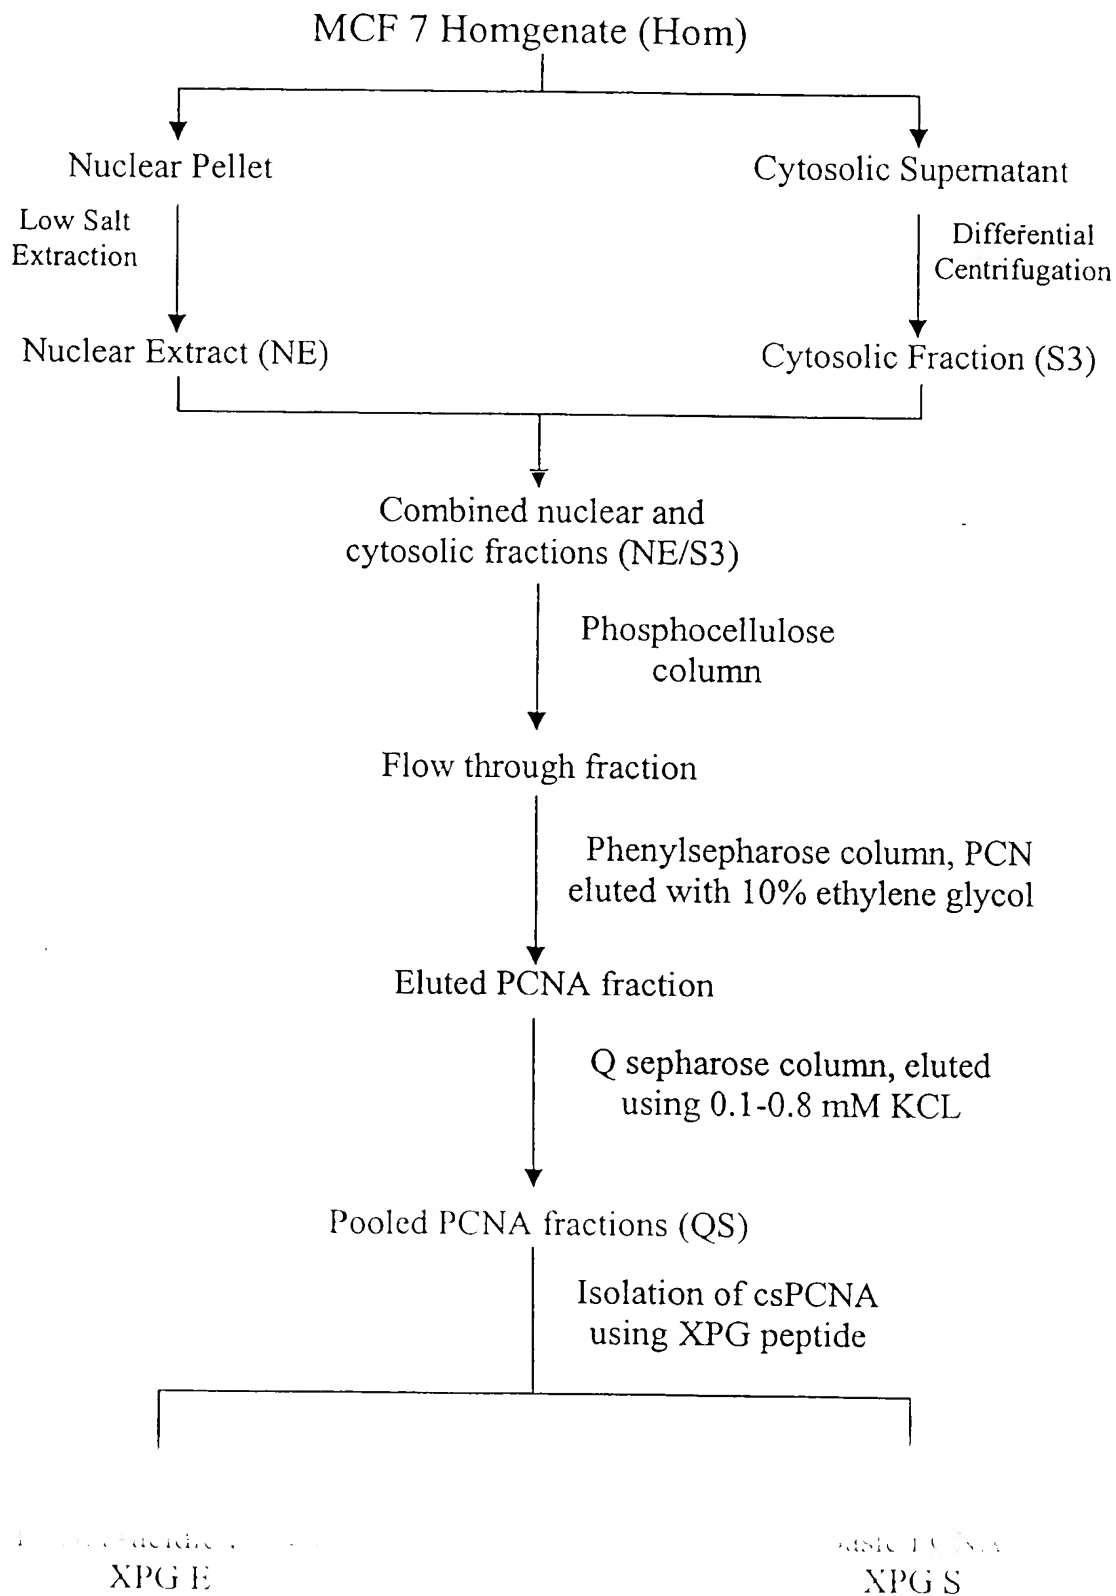 MCF 7 Homgenate (Hom)
Nuclear Pellet
Cytosolic Supernatant
Low Salt
Extraction
Differential
Centrifugation
Nuclear Extract (NE)
Cytosolic Fraction (S3)
Combined nuclear and
cytosolic fractions (NE/S3)
Phosphocellulose
column
Flow through fraction
Phenylsepharose column, PCN
eluted with 10% ethylene glycol
Eluted PCNA fraction
Q sepharose column, eluted
using 0.1-0.8 mM KCL
Pooled PCNA fractions (QS)
Isolation of csPCNA
using XPG peptide
XPG E
XPG S